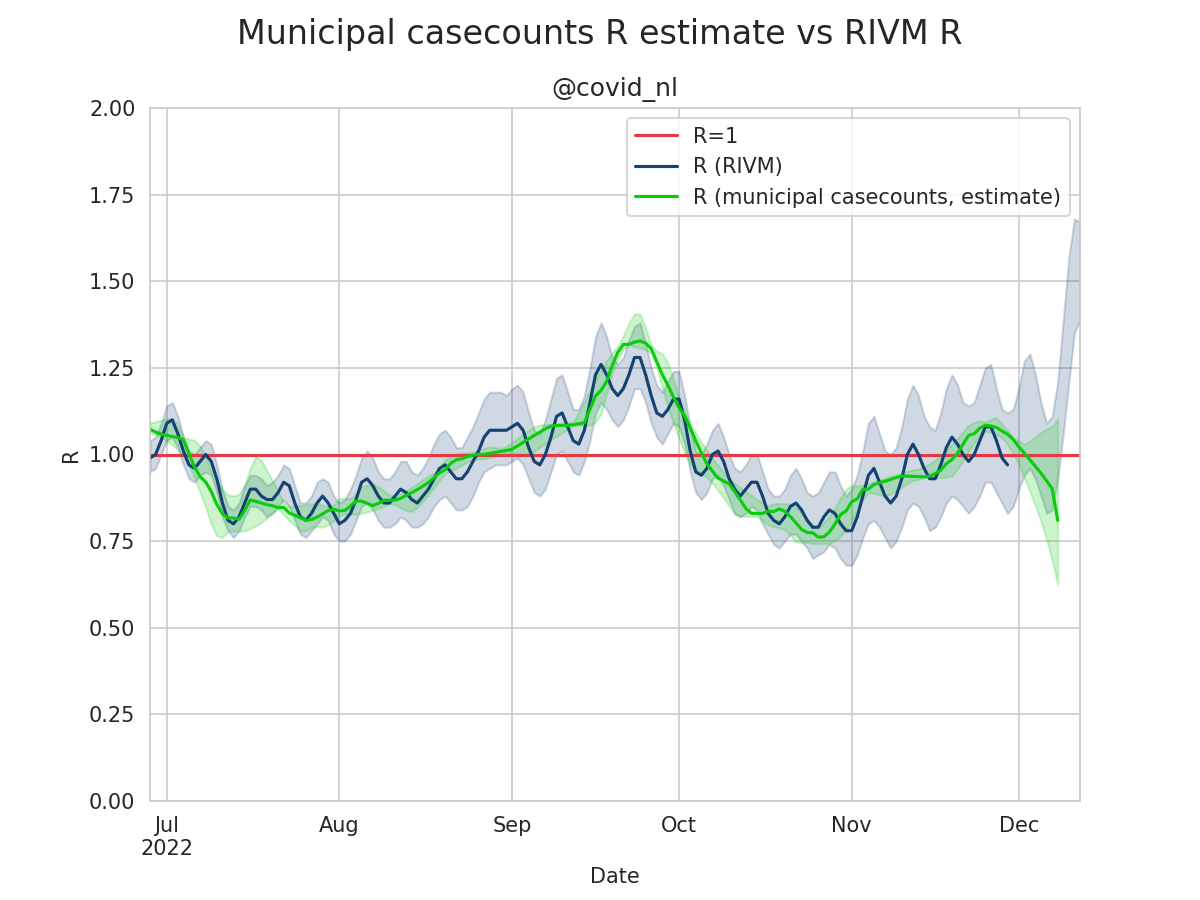 Municipal casecounts R estimate vs RIVM R
@covid_nl
R=1
R (RIVM)
R (municipal casecounts, estimate)
2.00
1.75
1.50
1.25
1.00
0.75
0.50
0.25
0.00
R
Jul Aug Sep Oct Nov Dec
2022
Date